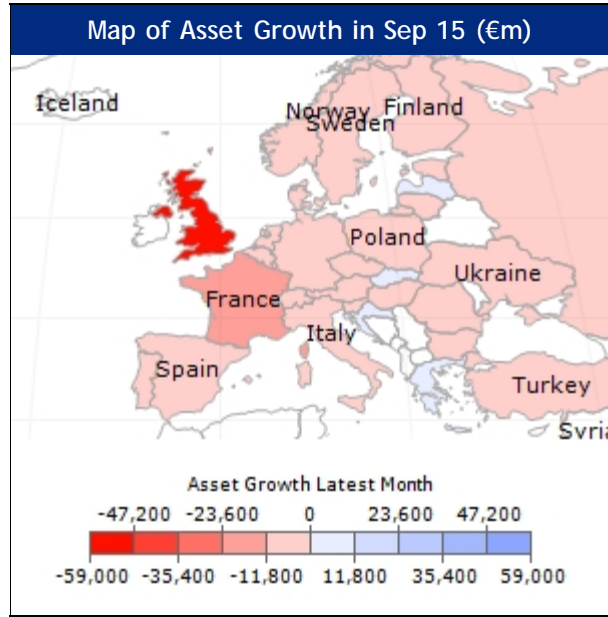 Map of Asset Growth in Sep 15 (€m)
Iceland
Norway Finland
Sweden
Poland
Ukraine
France
Italy
Spain
Turkey
Syria
Asset Growth Latest Month
-47,200 -23,600 0 23,600 47,200
-59,000 -35,400 -11,800 11,800 35,400 59,000